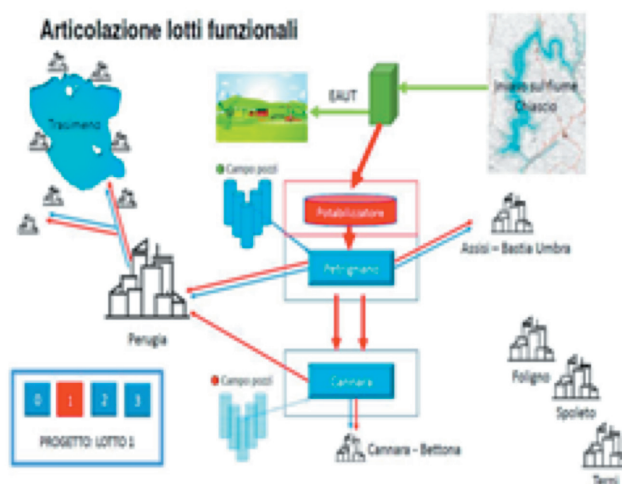 Articolazione lotti funzionali
Trasimeno
EAUT
Invaso sul fiume
Chiascio
Campo pozzi
Potabilizzatore
Petrignano
Assisi – Bastia Umbra
Perugia
Foligno
Campo pozzi
Cannara
Spoleto
0 1 2 3
PROGETTO: LOTTO 1
Cannara – Bettona
Terni